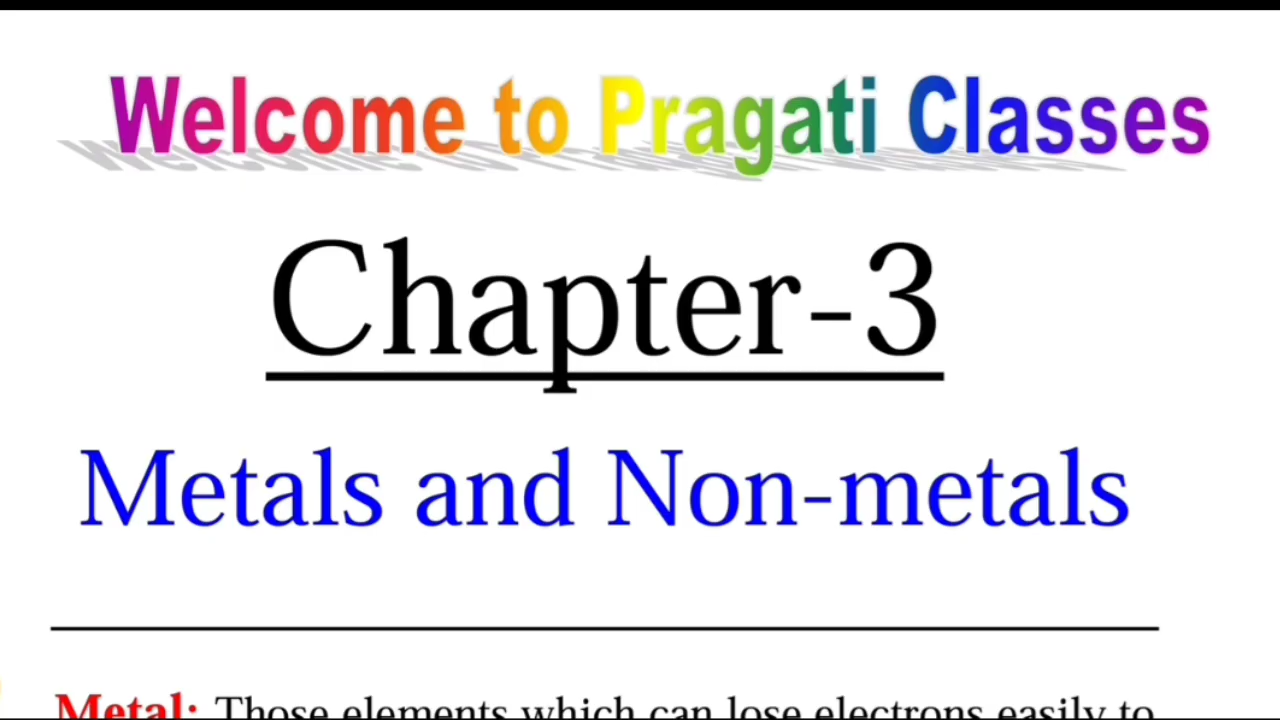 Welcome to Pragati Classes
Chapter-3
Metals and Non-metals
Metal: Those elements which can lose electrons easily to